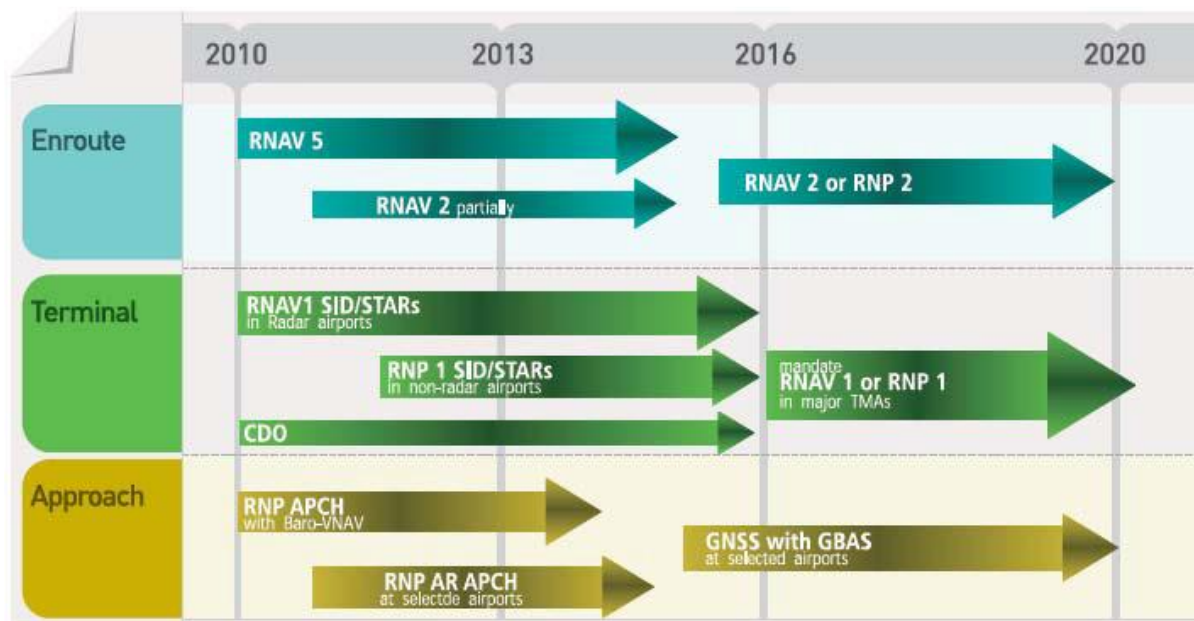 2010 2013 2016 2020
Enroute
RNAV 5
RNAV 2 partially
RNAV 2 or RNP 2
Terminal
RNAV1 SID/STARs
in Radar airports
RNP 1 SID/STARs
in non-radar airports
CDO
mandate
RNAV 1 or RNP 1
in major TMAs
Approach
RNP APCH
with Baro-VNAV
RNP AR APCH
at selectde airports
GNSS with GBAS
at selected airports